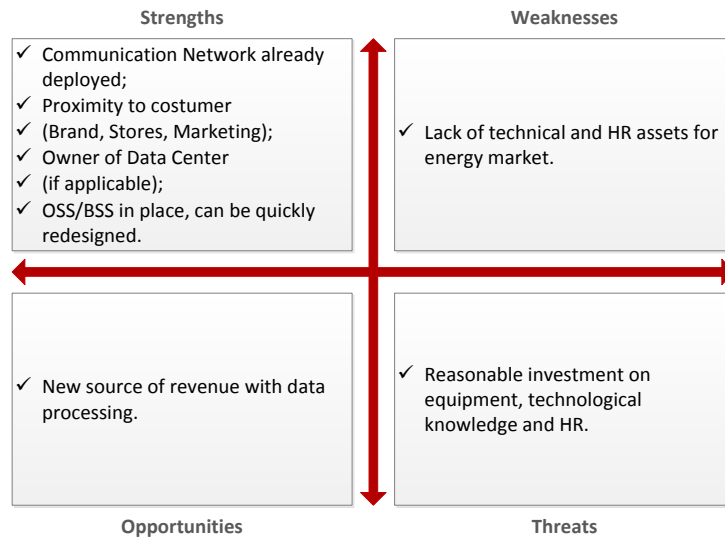 Strengths
Weaknesses
✓ Communication Network already
deployed;
✓ Proximity to costumer
✓ (Brand, Stores, Marketing);
✓ Owner of Data Center
✓ (if applicable);
✓ OSS/BSS in place, can be quickly
redesigned.
✓ Lack of technical and HR assets for
energy market.
✓ New source of revenue with data
processing.
✓ Reasonable investment on
equipment, technological
knowledge and HR.
Opportunities
Threats